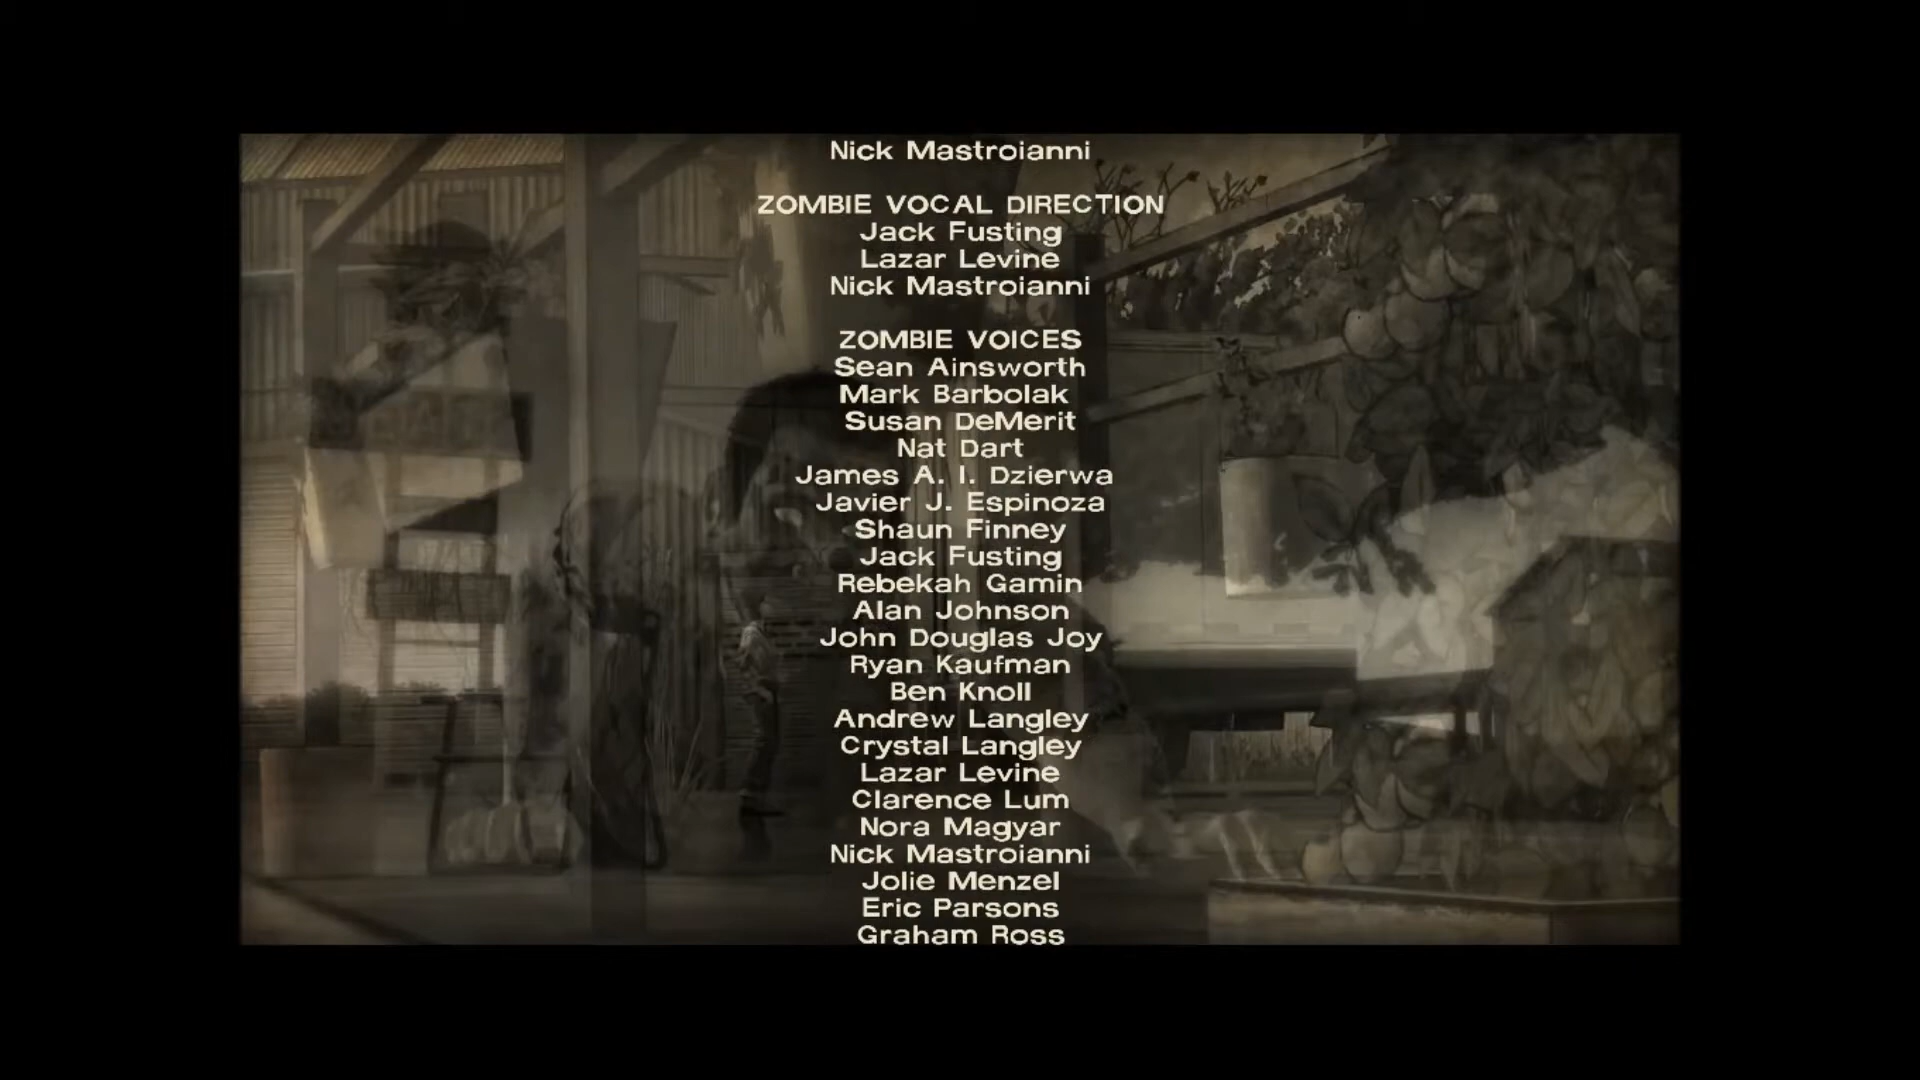 Nick Mastroianni
ZOMBIE VOCAL DIRECTION
Jack Fusting
Lazar Levine
Nick Mastroianni
ZOMBIE VOICES
Sean Ainsworth
Mark Barbolak
Susan DeMerit
Nat Dart
James A. I. Dzierwa
Javier J. Espinoza
Shaun Finney
Jack Fusting
Rebekah Gamin
Alan Johnson
John Douglas Joy
Ryan Kaufman
Ben Knoll
Andrew Langley
Crystal Langley
Lazar Levine
Clarence Lum
Nora Magyar
Nick Mastroianni
Jolie Menzel
Eric Parsons
Graham Ross